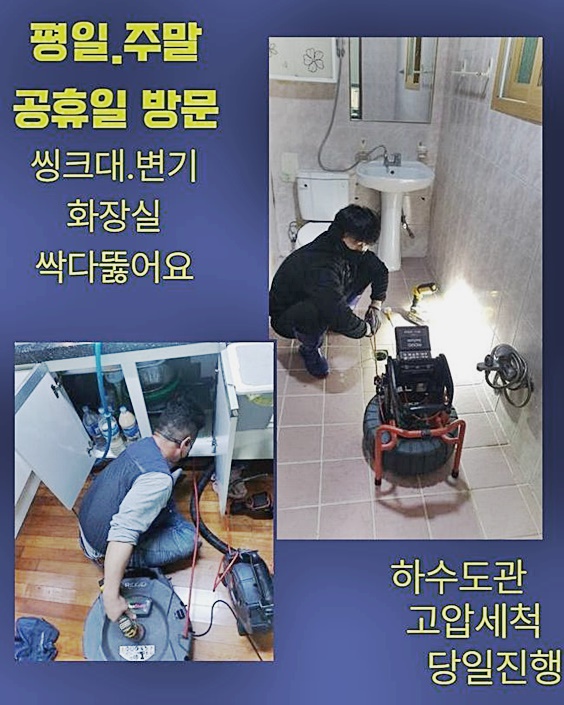 평일.주말
공휴일 방문
씽크대.변기
화장실
싹다뚫어요
하수도관
고압세척
당일진행